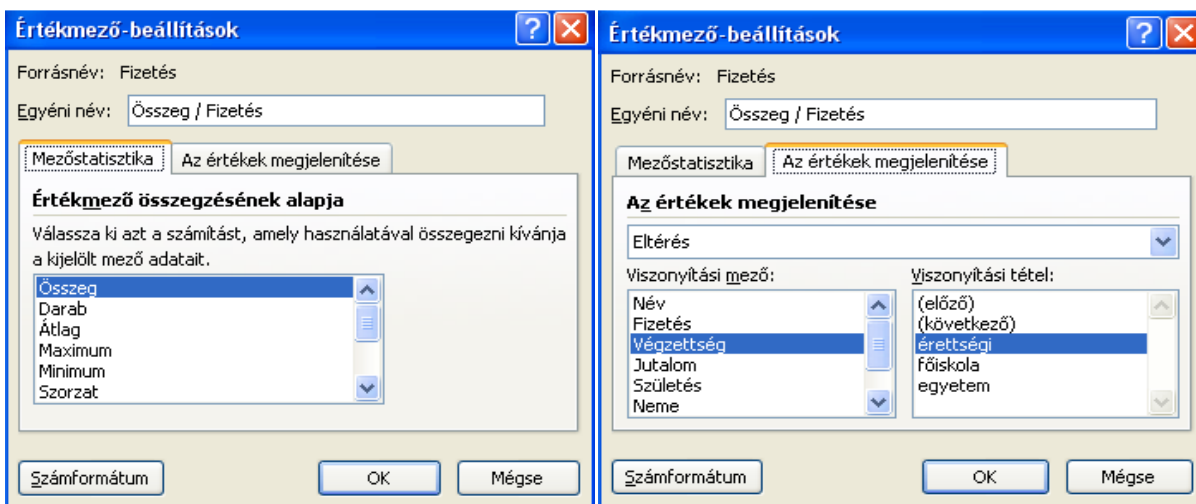 Értékmező-beállítások
Forrásnév: Fizetés
Egyéni név: Összeg / Fizetés
Mezőstatisztika Az értékek megjelenítése
Értékmező összegzésének alapja
Válassza ki azt a számítást, amely használatával összegezni kívánja
a kijelölt mező adatait.
Összeg
Darab
Átlag
Maximum
Minimum
Szorzat
Számformátum OK Mégse
Értékmező-beállítások
Forrásnév: Fizetés
Egyéni név: Összeg / Fizetés
Mezőstatisztika Az értékek megjelenítése
Az értékek megjelenítése
Eltérés
Viszonyítási mező:
Név
Fizetés
Végzettség
Jutalom
Születés
Neme
Viszonyítási tétel:
(előző)
(következő)
érettségi
főiskola
egyetem
Számformátum OK Mégse